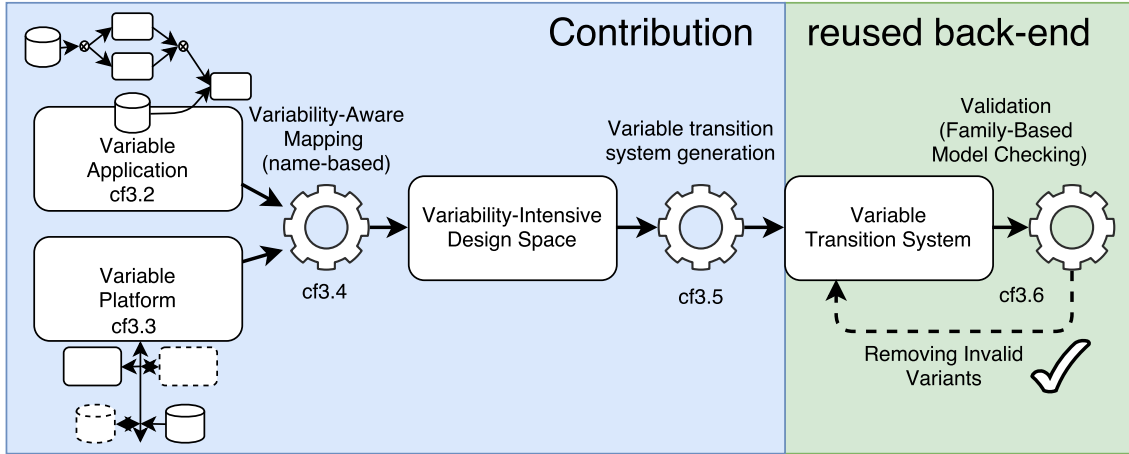 Contribution
reused back-end
Variable
Application
cf3.2
Variability-Aware
Mapping
(name-based)
Variable
Platform
cf3.3
cf3.4
Variability-Intensive
Design Space
Variable transition
system generation
cf3.5
Variable
Transition System
Validation
(Family-Based
Model Checking)
cf3.6
Removing Invalid
Variants